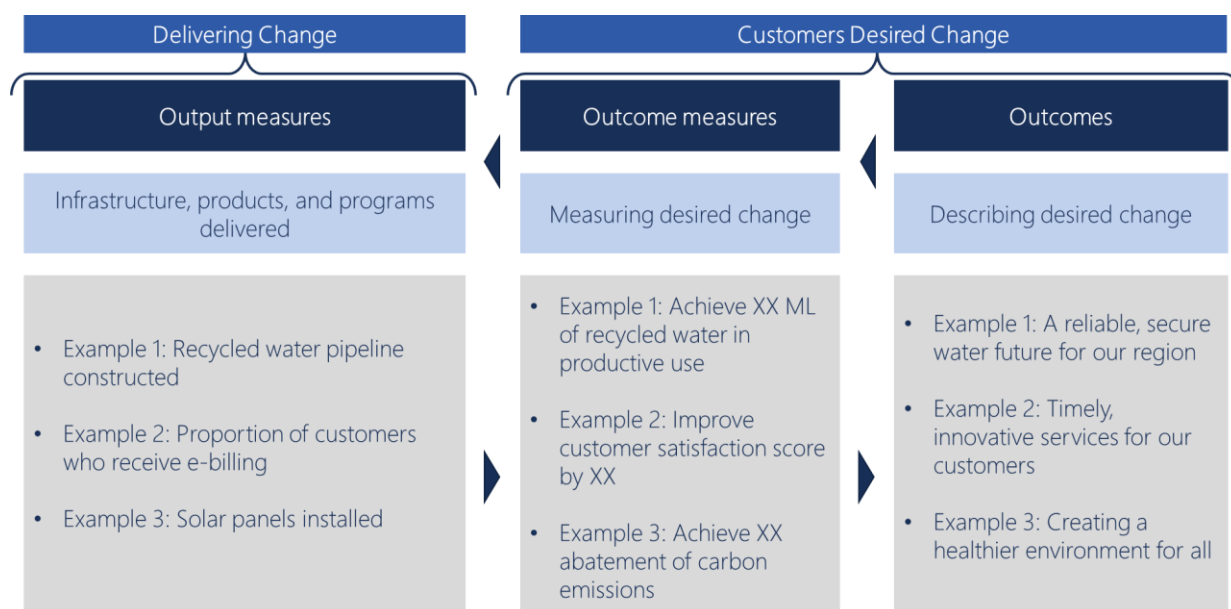 Delivering Change
Customers Desired Change
Output measures
Outcome measures
Outcomes
Infrastructure, products, and programs
delivered
Measuring desired change
Describing desired change
• Example 1: Recycled water pipeline
constructed
• Example 2: Proportion of customers
who receive e-billing
• Example 3: Solar panels installed
• Example 1: Achieve XX ML
of recycled water in
productive use
• Example 2: Improve
customer satisfaction score
by XX
• Example 3: Achieve XX
abatement of carbon
emissions
• Example 1: A reliable, secure
water future for our region
• Example 2: Timely,
innovative services for our
customers
• Example 3: Creating a
healthier environment for all